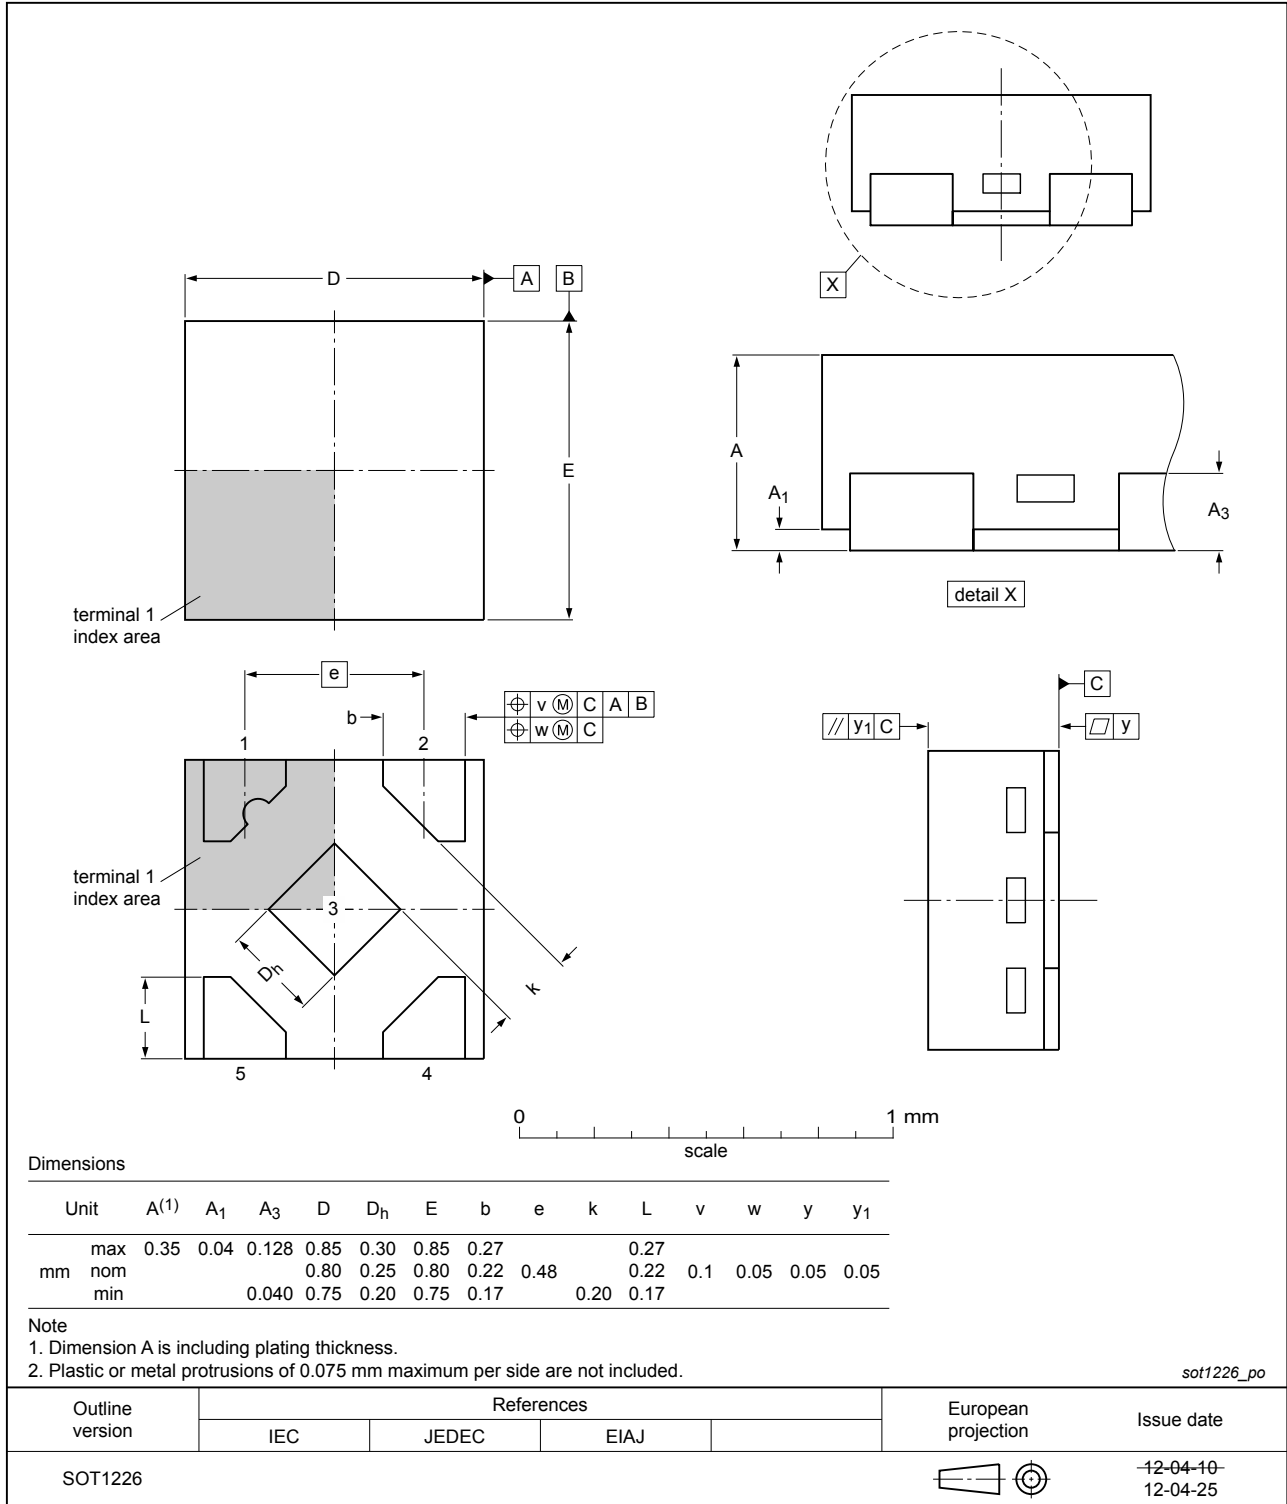 X
D
A
B
E
terminal 1
index area
A
A1
A3
detail X
e
b
v M C A B
w M C
1
2
terminal 1
index area
3
Dh
k
L
5
4
C
// y1 C
y
0
1 mm
scale
Dimensions
Unit A(1) A1 A3 D Dh E b e k L v w y y1
max 0.35 0.04 0.128 0.85 0.30 0.85 0.27 0.27
mm nom 0.80 0.25 0.80 0.22 0.48 0.22 0.1 0.05 0.05 0.05
min 0.040 0.75 0.20 0.75 0.17 0.20 0.17
Note
1. Dimension A is including plating thickness.
2. Plastic or metal protrusions of 0.075 mm maximum per side are not included.
sot1226_po
Outline
version
References
IEC JEDEC EIAJ
European
projection
Issue date
SOT1226
12-04-10
12-04-25